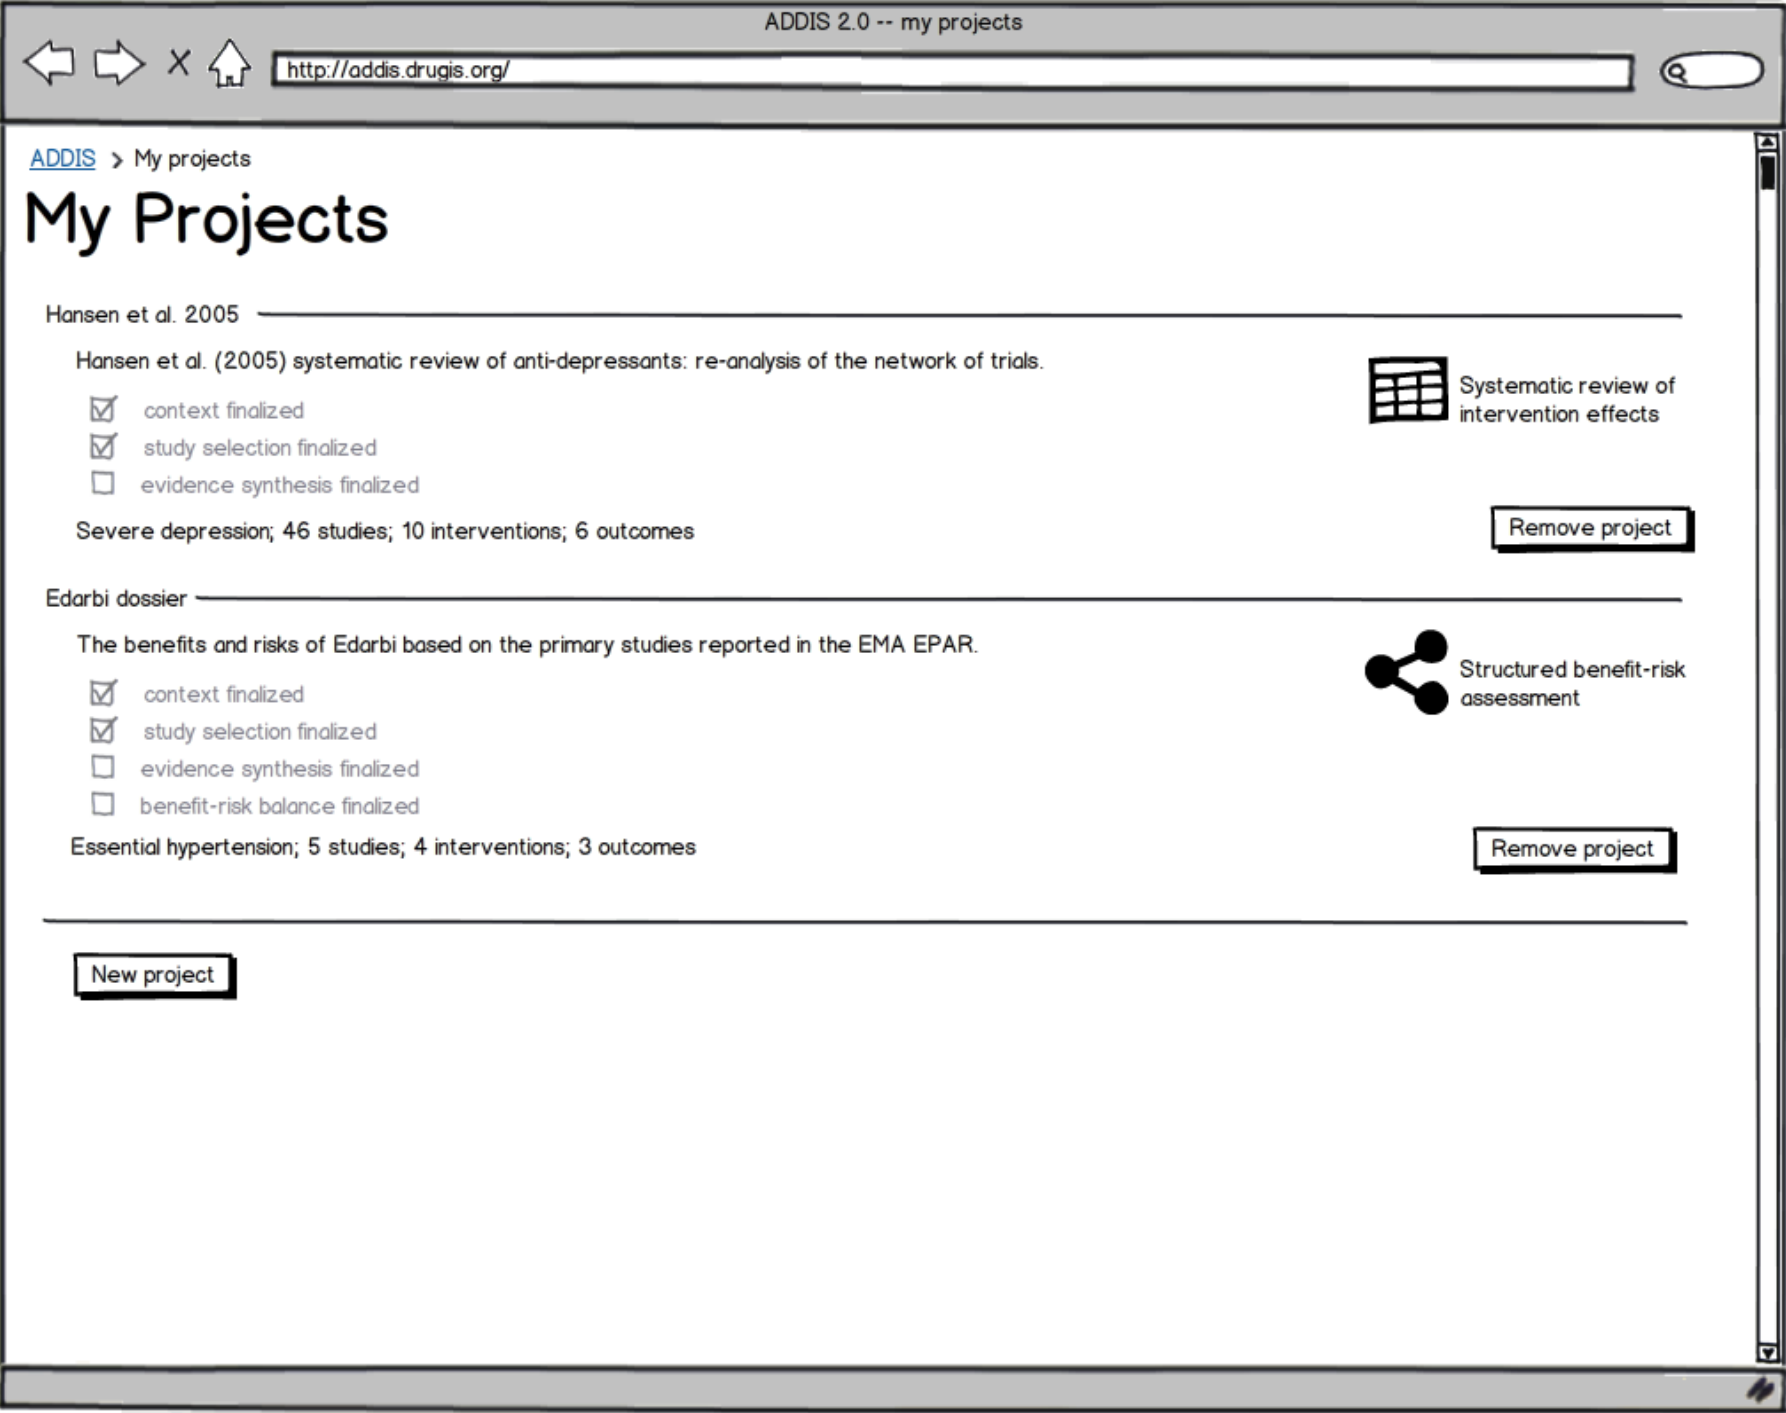 ADDIS 2.0 -- my projects
http://addis.drugis.org/
ADDIS > My projects
My Projects
Hansen et al. 2005
Hansen et al. (2005) systematic review of anti-depressants: re-analysis of the network of trials.
Systematic review of
intervention effects
context finalized
study selection finalized
evidence synthesis finalized
Severe depression; 46 studies; 10 interventions; 6 outcomes
Remove project
Edarbi dossier
The benefits and risks of Edarbi based on the primary studies reported in the EMA EPAR.
Structured benefit-risk
assessment
context finalized
study selection finalized
evidence synthesis finalized
benefit-risk balance finalized
Essential hypertension; 5 studies; 4 interventions; 3 outcomes
Remove project
New project